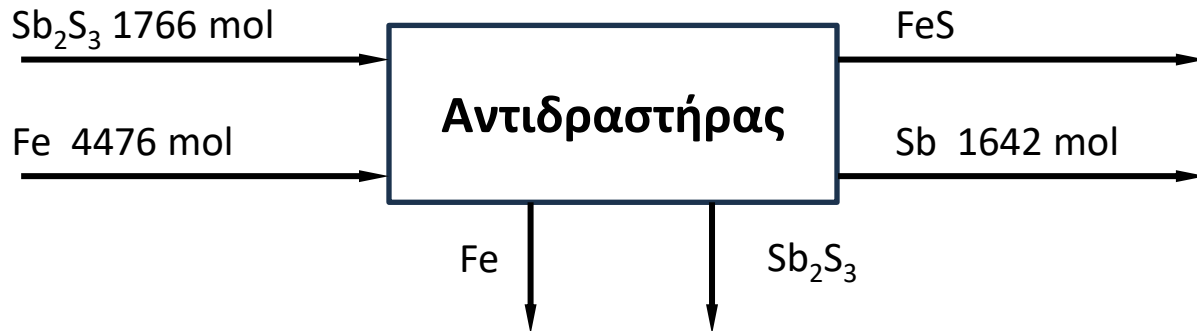 Sb₂S₃ 1766 mol
FeS
Αντιδραστήρας
Fe 4476 mol
Sb 1642 mol
Fe
Sb₂S₃